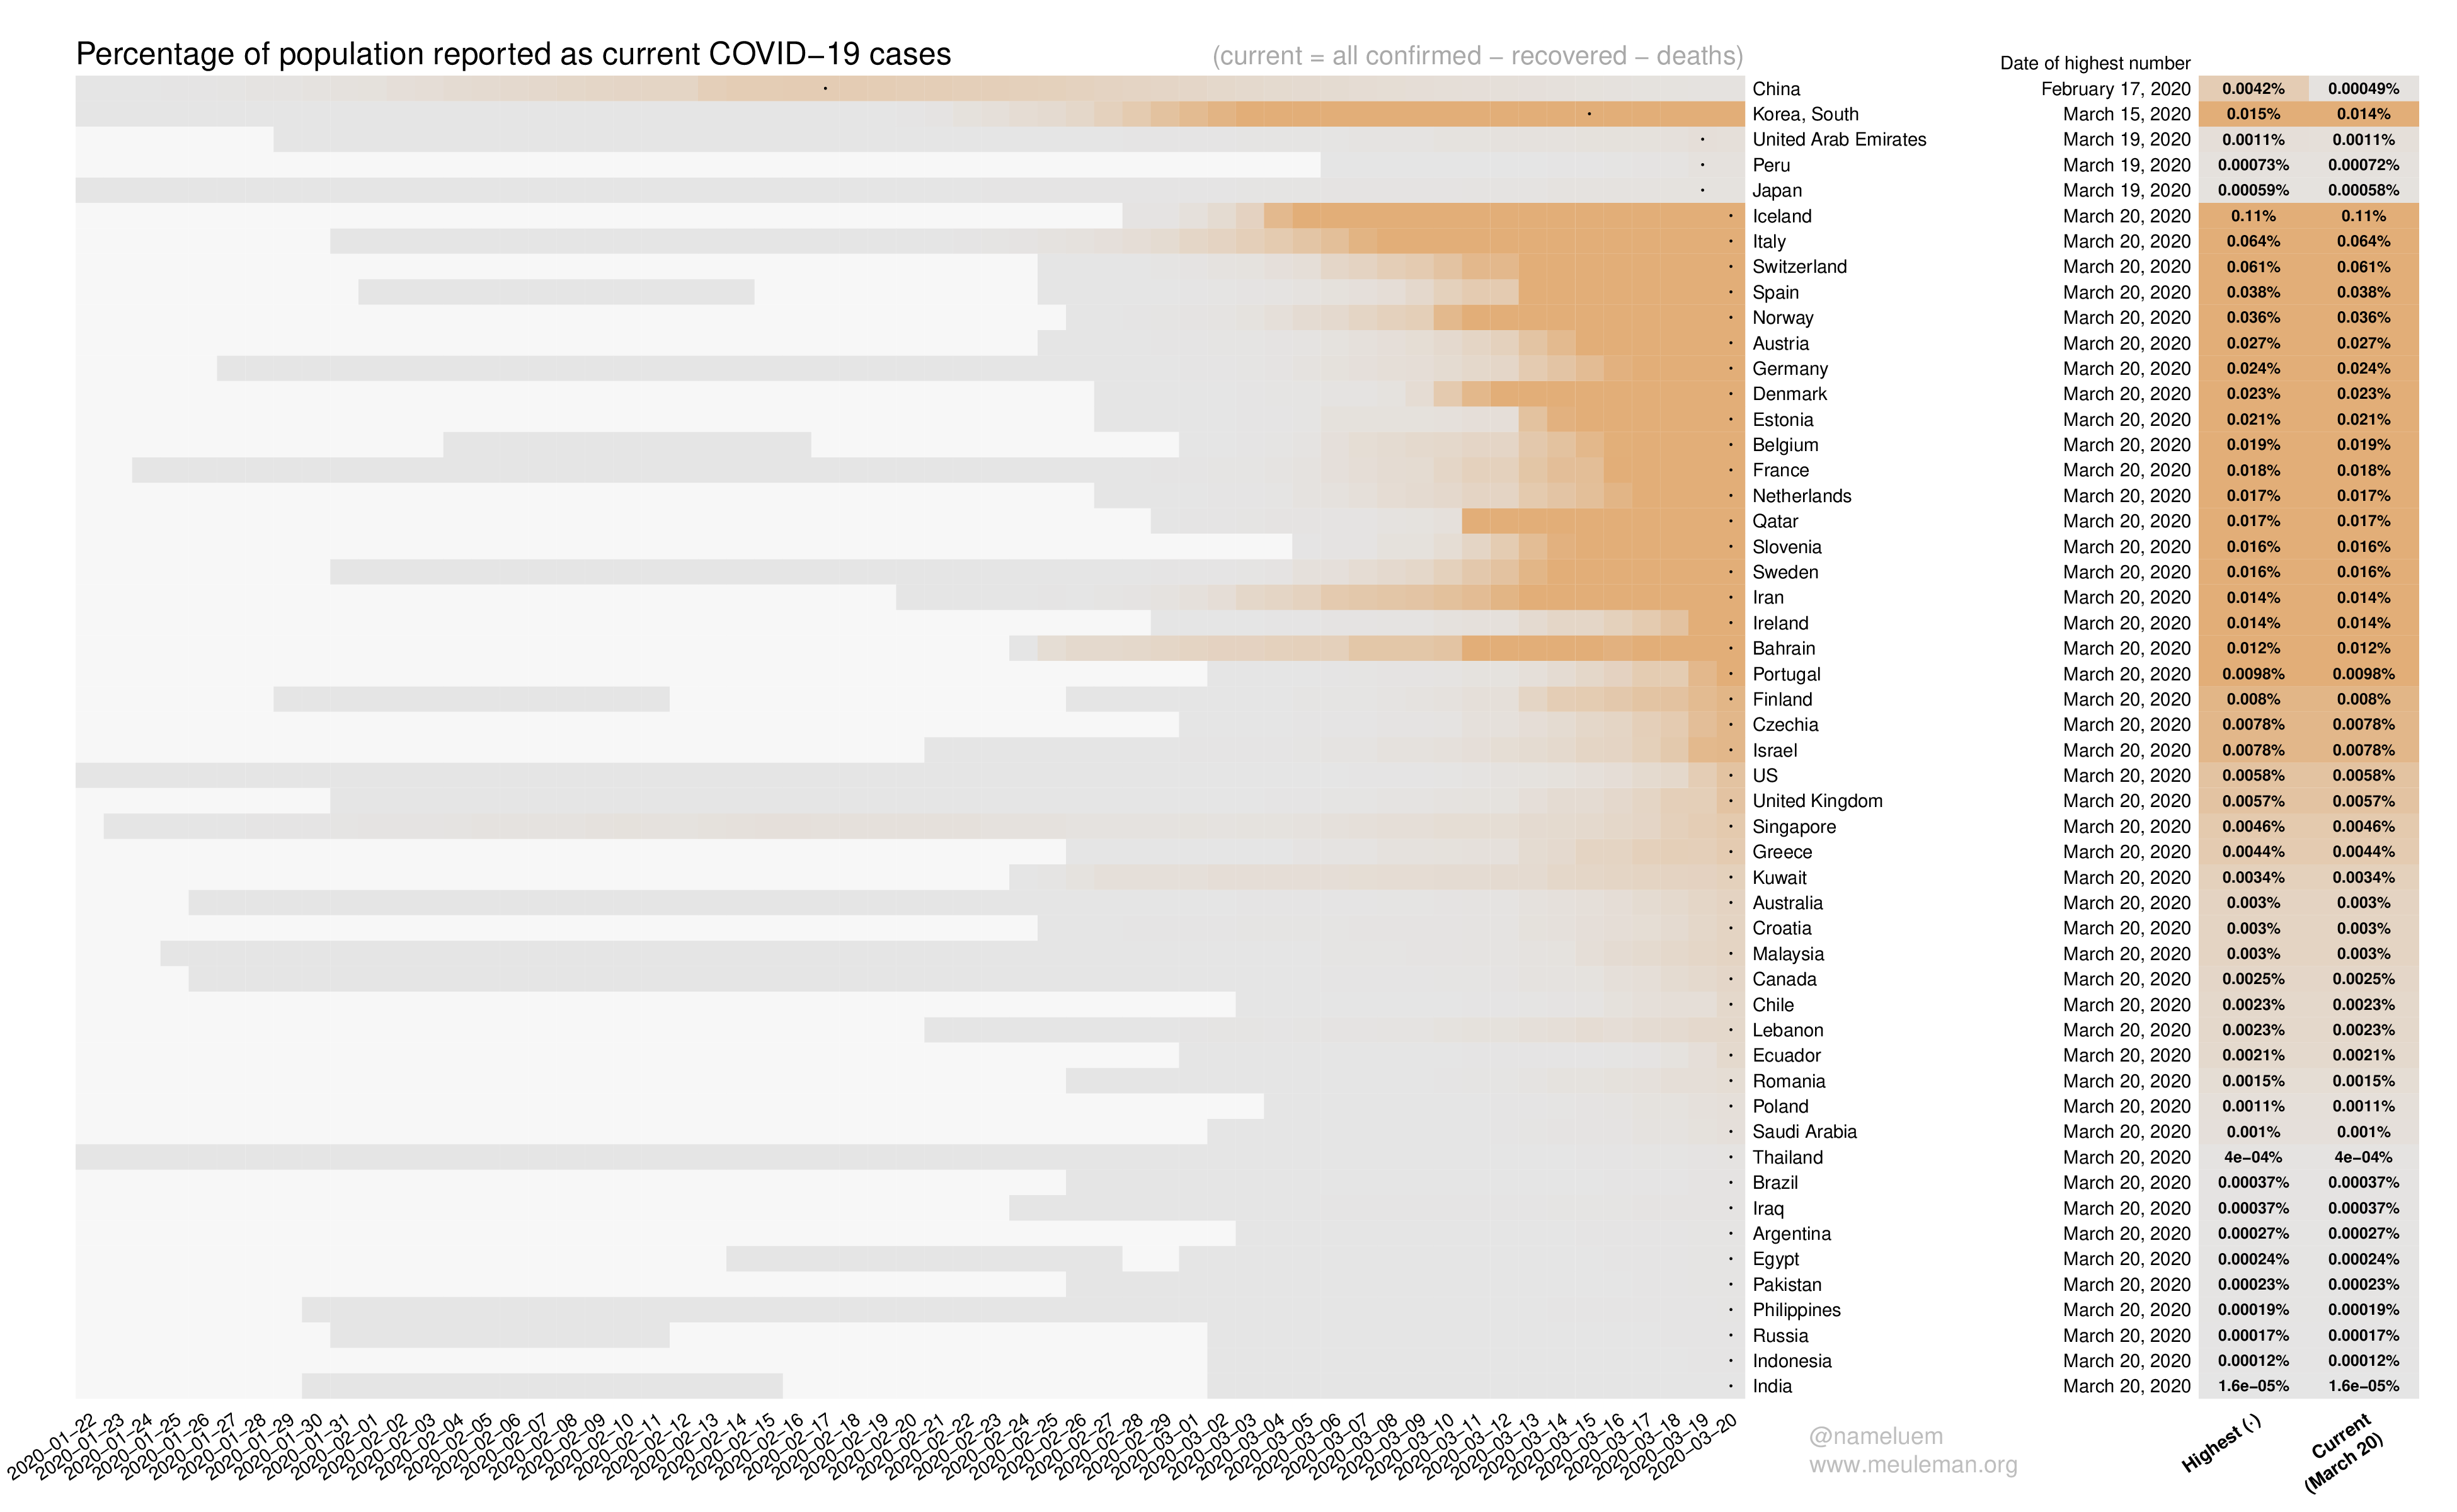 Percentage of population reported as current COVID–19 cases
(current = all confirmed – recovered – deaths)
Date of highest number
China February 17, 2020 0.0042% 0.00049%
Korea, South March 15, 2020 0.015% 0.014%
United Arab Emirates March 19, 2020 0.0011% 0.0011%
Peru March 19, 2020 0.00073% 0.00072%
Japan March 19, 2020 0.00059% 0.00058%
Iceland March 20, 2020 0.11% 0.11%
Italy March 20, 2020 0.064% 0.064%
Switzerland March 20, 2020 0.061% 0.061%
Spain March 20, 2020 0.038% 0.038%
Norway March 20, 2020 0.036% 0.036%
Austria March 20, 2020 0.027% 0.027%
Germany March 20, 2020 0.024% 0.024%
Denmark March 20, 2020 0.023% 0.023%
Estonia March 20, 2020 0.021% 0.021%
Belgium March 20, 2020 0.019% 0.019%
France March 20, 2020 0.018% 0.018%
Netherlands March 20, 2020 0.017% 0.017%
Qatar March 20, 2020 0.017% 0.017%
Slovenia March 20, 2020 0.016% 0.016%
Sweden March 20, 2020 0.016% 0.016%
Iran March 20, 2020 0.014% 0.014%
Ireland March 20, 2020 0.014% 0.014%
Bahrain March 20, 2020 0.012% 0.012%
Portugal March 20, 2020 0.0098% 0.0098%
Finland March 20, 2020 0.008% 0.008%
Czechia March 20, 2020 0.0078% 0.0078%
Israel March 20, 2020 0.0078% 0.0078%
US March 20, 2020 0.0058% 0.0058%
United Kingdom March 20, 2020 0.0057% 0.0057%
Singapore March 20, 2020 0.0046% 0.0046%
Greece March 20, 2020 0.0044% 0.0044%
Kuwait March 20, 2020 0.0034% 0.0034%
Australia March 20, 2020 0.003% 0.003%
Croatia March 20, 2020 0.003% 0.003%
Malaysia March 20, 2020 0.003% 0.003%
Canada March 20, 2020 0.0025% 0.0025%
Chile March 20, 2020 0.0023% 0.0023%
Lebanon March 20, 2020 0.0023% 0.0023%
Ecuador March 20, 2020 0.0021% 0.0021%
Romania March 20, 2020 0.0015% 0.0015%
Poland March 20, 2020 0.0011% 0.0011%
Saudi Arabia March 20, 2020 0.001% 0.001%
Thailand March 20, 2020 4e–04% 4e–04%
Brazil March 20, 2020 0.00037% 0.00037%
Iraq March 20, 2020 0.00037% 0.00037%
Argentina March 20, 2020 0.00027% 0.00027%
Egypt March 20, 2020 0.00024% 0.00024%
Pakistan March 20, 2020 0.00023% 0.00023%
Philippines March 20, 2020 0.00019% 0.00019%
Russia March 20, 2020 0.00017% 0.00017%
Indonesia March 20, 2020 0.00012% 0.00012%
India March 20, 2020 1.6e–05% 1.6e–05%
2020–01–22
2020–01–23
2020–01–24
2020–01–25
2020–01–26
2020–01–27
2020–01–28
2020–01–29
2020–01–30
2020–01–31
2020–02–01
2020–02–02
2020–02–03
2020–02–04
2020–02–05
2020–02–06
2020–02–07
2020–02–08
2020–02–09
2020–02–10
2020–02–11
2020–02–12
2020–02–13
2020–02–14
2020–02–15
2020–02–16
2020–02–17
2020–02–18
2020–02–19
2020–02–20
2020–02–21
2020–02–22
2020–02–23
2020–02–24
2020–02–25
2020–02–26
2020–02–27
2020–02–28
2020–02–29
2020–03–01
2020–03–02
2020–03–03
2020–03–04
2020–03–05
2020–03–06
2020–03–07
2020–03–08
2020–03–09
2020–03–10
2020–03–11
2020–03–12
2020–03–13
2020–03–14
2020–03–15
2020–03–16
2020–03–17
2020–03–18
2020–03–19
2020–03–20
@nameluem
www.meuleman.org
Highest (·)
Current
(March 20)